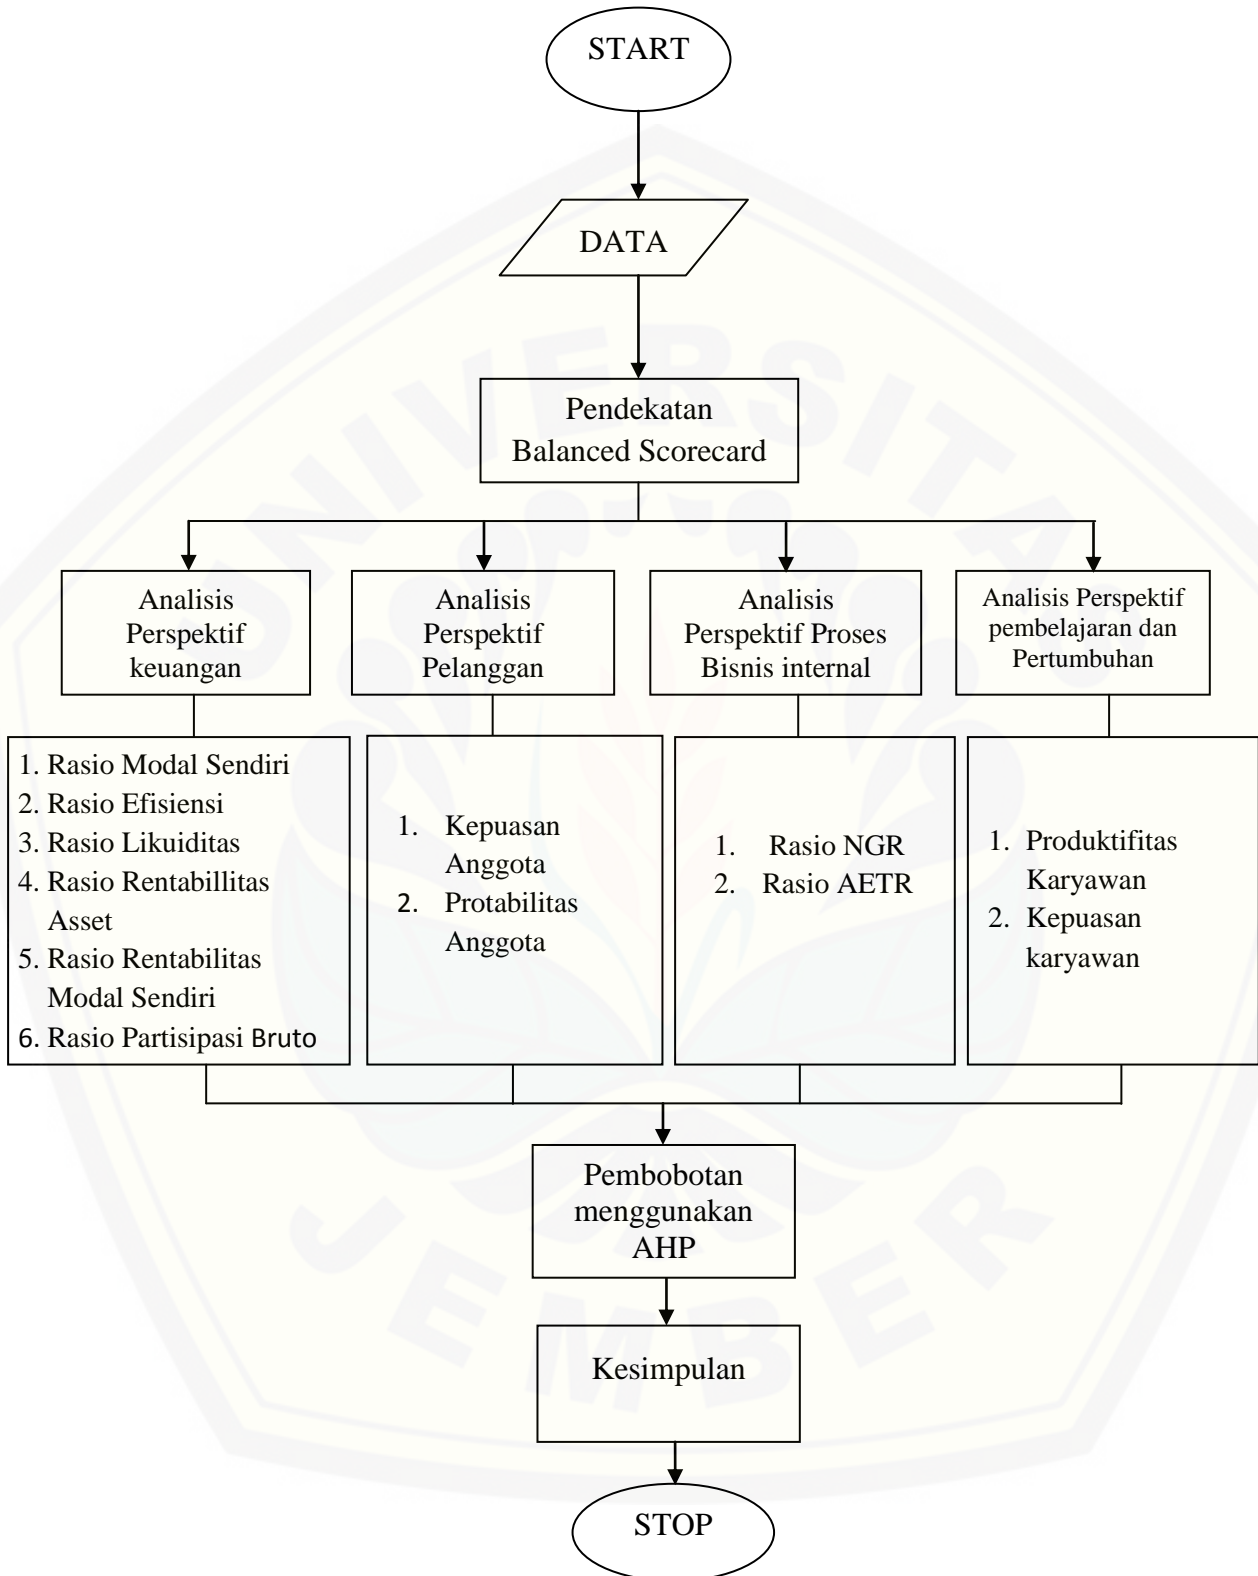 START
DATA
Pendekatan
Balanced Scorecard
Analisis
Perspektif
keuangan
Analisis
Perspektif
Pelanggan
Analisis
Perspektif Proses
Bisnis internal
Analisis Perspektif
pembelajaran dan
Pertumbuhan
1. Rasio Modal Sendiri
2. Rasio Efisiensi
3. Rasio Likuiditas
4. Rasio Rentabillitas
Asset
5. Rasio Rentabilitas
Modal Sendiri
6. Rasio Partisipasi Bruto
1. Kepuasan
Anggota
2. Protabilitas
Anggota
1. Rasio NGR
2. Rasio AETR
1. Produktifitas
Karyawan
2. Kepuasan
karyawan
Pembobotan
menggunakan
AHP
Kesimpulan
STOP
UNIVERSITAS
JEMBER